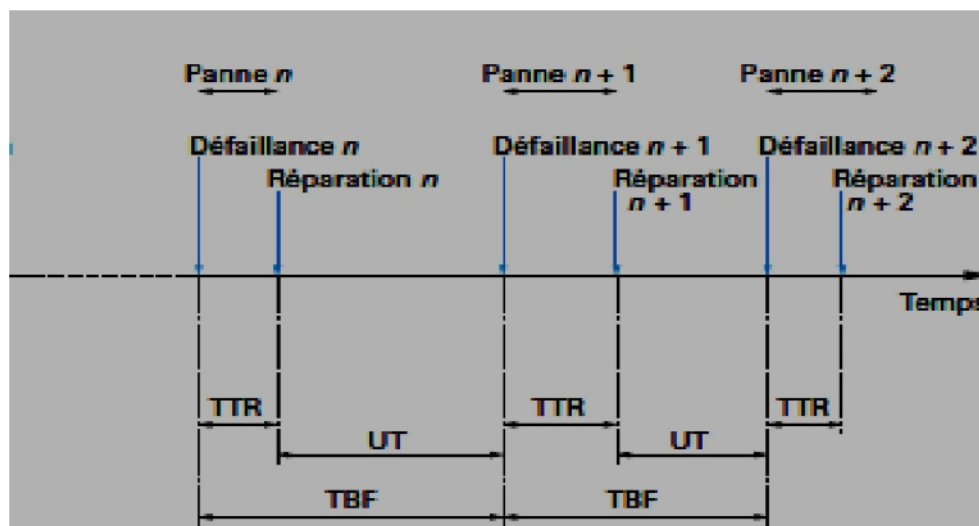 Panne n
Panne n + 1
Panne n + 2
Défaillance n
Défaillance n + 1
Défaillance n + 2
Réparation n
Réparation
n + 1
Réparation
n + 2
Temps
TTR
TTR
TTR
UT
UT
TBF
TBF